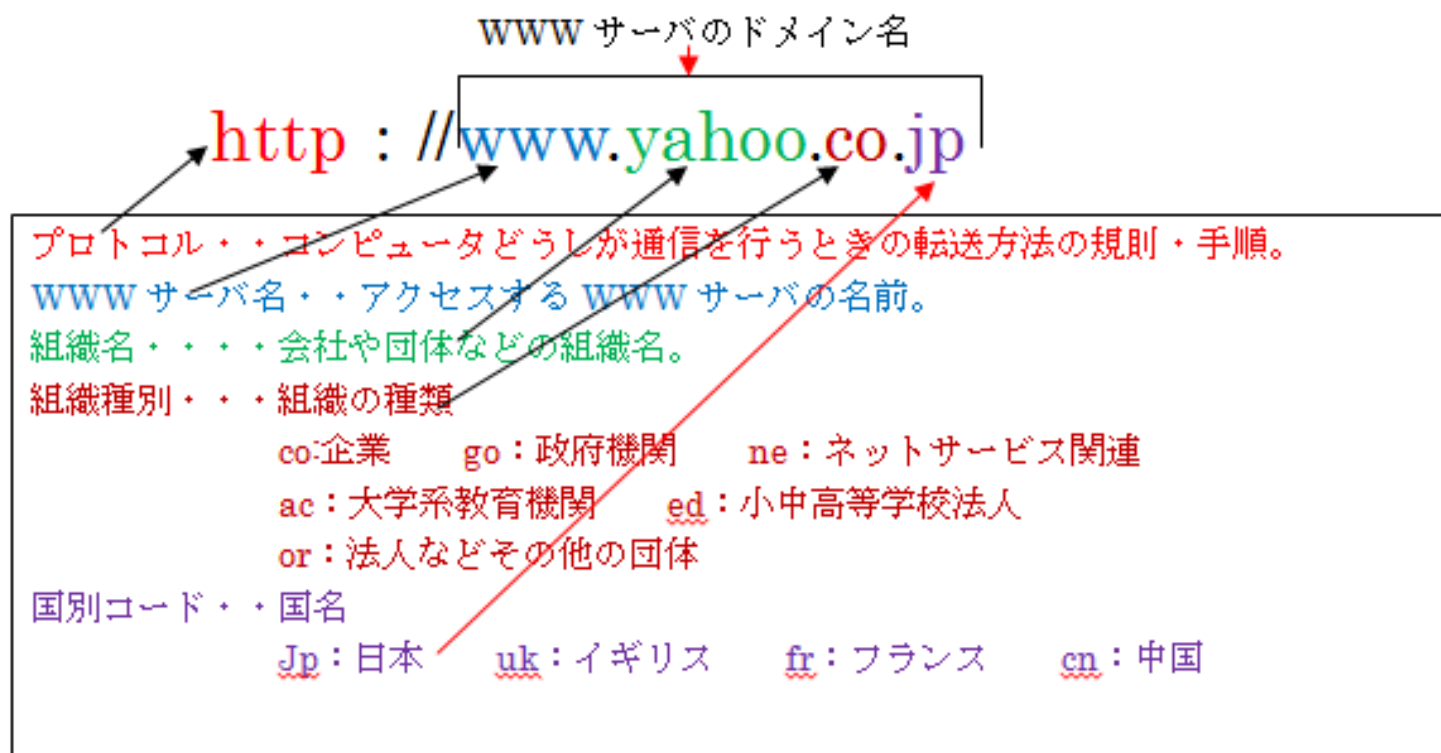 WWW サーバのドメイン名
http：//www.yahoo.co.jp
プロトコル・・コンピュータどうしが通信を行うときの転送方法の規則・手順。
WWW サーバ名・・アクセスする WWW サーバの名前。
組織名・・・・会社や団体などの組織名。
組織種別・・・組織の種類
co:企業　go：政府機関　ne：ネットサービス関連
ac：大学系教育機関　ed：小中高等学校法人
or：法人などその他の団体
国別コード・・国名
Jp：日本　uk：イギリス　fr：フランス　cn：中国